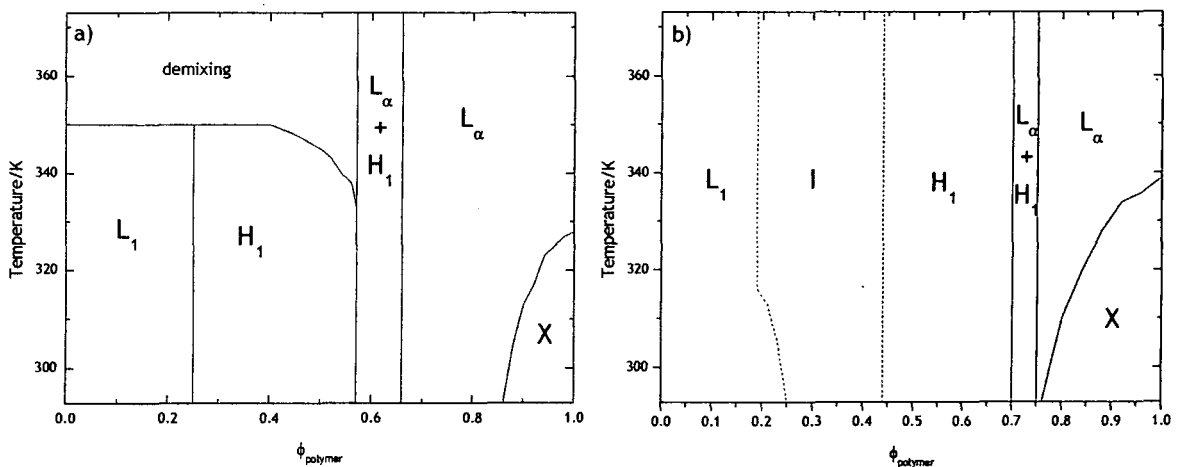 a)
demixing
L₁
H₁
Lα
+
H₁
Lα
X
360
340
320
300
Temperature/K
0.0 0.2 0.4 0.6 0.8 1.0
ϕpolymer
b)
L₁
I
H₁
Lα
+
H₁
Lα
X
360
340
320
300
Temperature/K
0.0 0.1 0.2 0.3 0.4 0.5 0.6 0.7 0.8 0.9 1.0
ϕpolymer